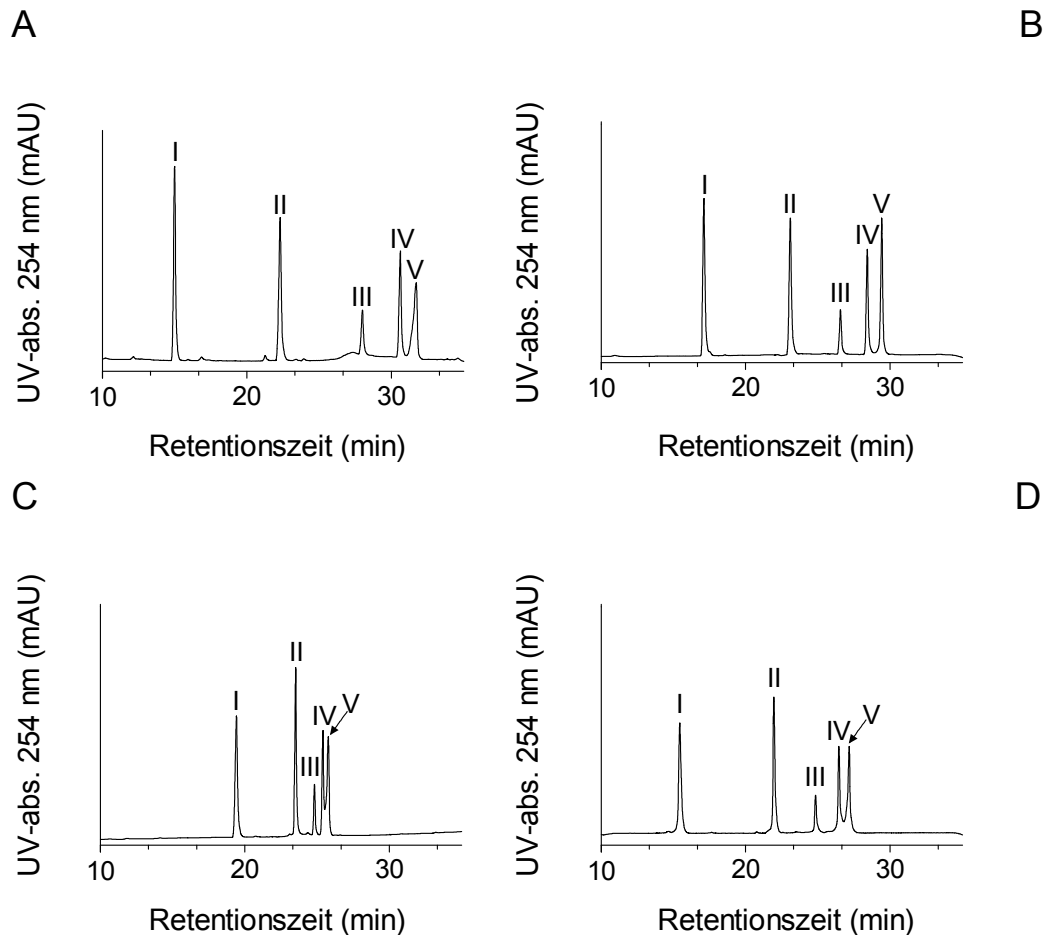 A
B
UV-abs. 254 nm (mAU)
I
II
III
IV
V
10
20
30
Retentionszeit (min)
UV-abs. 254 nm (mAU)
I
II
III
IV
V
10
20
30
Retentionszeit (min)
C
D
UV-abs. 254 nm (mAU)
I
II
III
IV
V
10
20
30
Retentionszeit (min)
UV-abs. 254 nm (mAU)
I
II
III
IV
V
10
20
30
Retentionszeit (min)